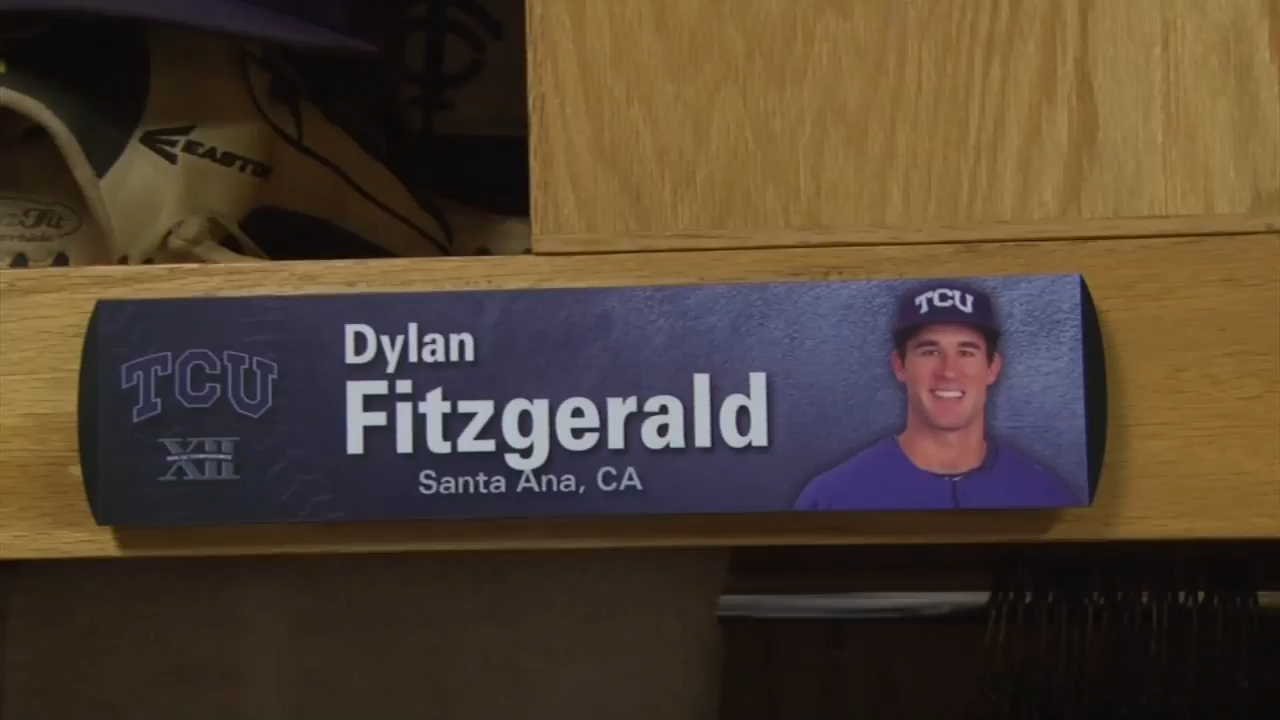 EASTON
TCU
Dylan
TCU
Fitzgerald
XII
Santa Ana, CA